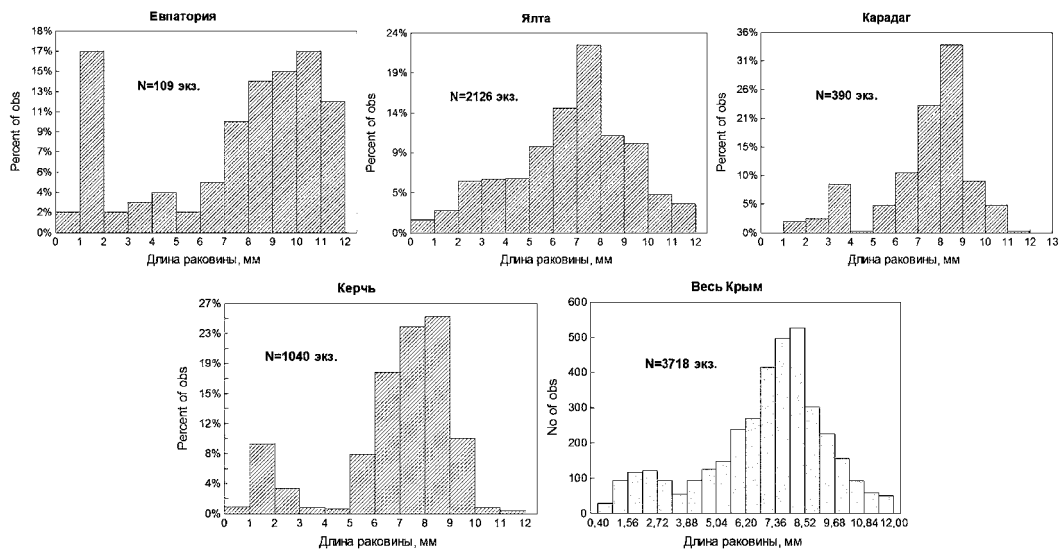 Евпатория
18%
17%
15%
13%
11%
9%
7%
6%
4%
2%
0%
Percent of obs
N=109 экз.
0 1 2 3 4 5 6 7 8 9 10 11 12
Длина раковины, мм
Ялта
24%
19%
14%
9%
5%
0%
Percent of obs
N=2126 экз.
0 1 2 3 4 5 6 7 8 9 10 11 12
Длина раковины, мм
Карадаг
36%
31%
26%
21%
15%
10%
5%
0%
Percent of obs
N=390 экз.
0 1 2 3 4 5 6 7 8 9 10 11 12 13
Длина раковины, мм
Керчь
27%
23%
19%
15%
12%
8%
4%
0%
Percent of obs
N=1040 экз.
0 1 2 3 4 5 6 7 8 9 10 11 12
Длина раковины, мм
Весь Крым
600
500
400
300
200
100
0
No of obs
N=3718 экз.
0,40 1,56 2,72 3,88 5,04 6,20 7,36 8,52 9,68 10,84 12,00
Длина раковины, мм